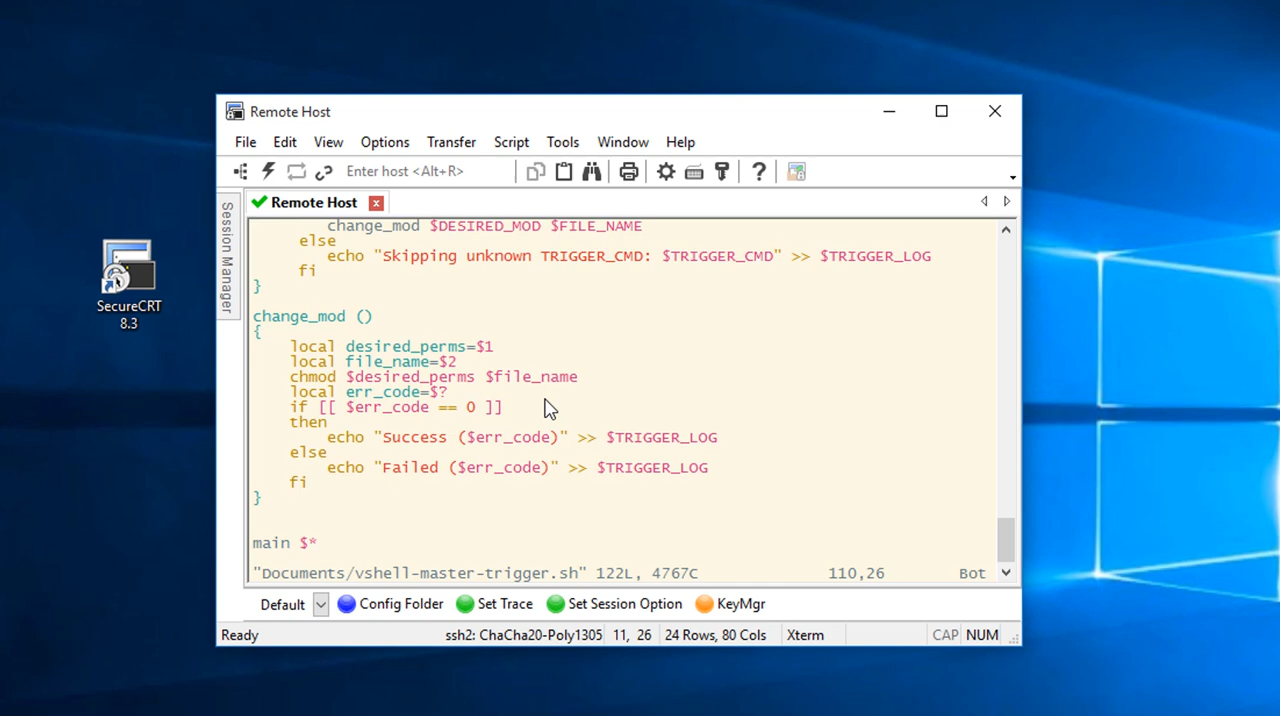 Remote Host
File Edit View Options Transfer Script Tools Window Help
Enter host <Alt+R>
Remote Host
Session Manager
change_mod $DESIRED_MOD $FILE_NAME
else
echo "Skipping unknown TRIGGER_CMD: $TRIGGER_CMD" >> $TRIGGER_LOG
fi
}
change_mod ()
{
local desired_perms=$1
local file_name=$2
chmod $desired_perms $file_name
local err_code=$?
if [[ $err_code == 0 ]]
then
echo "Success ($err_code)" >> $TRIGGER_LOG
else
echo "Failed ($err_code)" >> $TRIGGER_LOG
fi
}
main $*
"Documents/vshell-master-trigger.sh" 122L, 4767C 110,26 Bot
Default Config Folder Set Trace Set Session Option KeyMgr
Ready ssh2: ChaCha20-Poly1305 11, 26 24 Rows, 80 Cols Xterm CAP NUM
SecureCRT
8.3